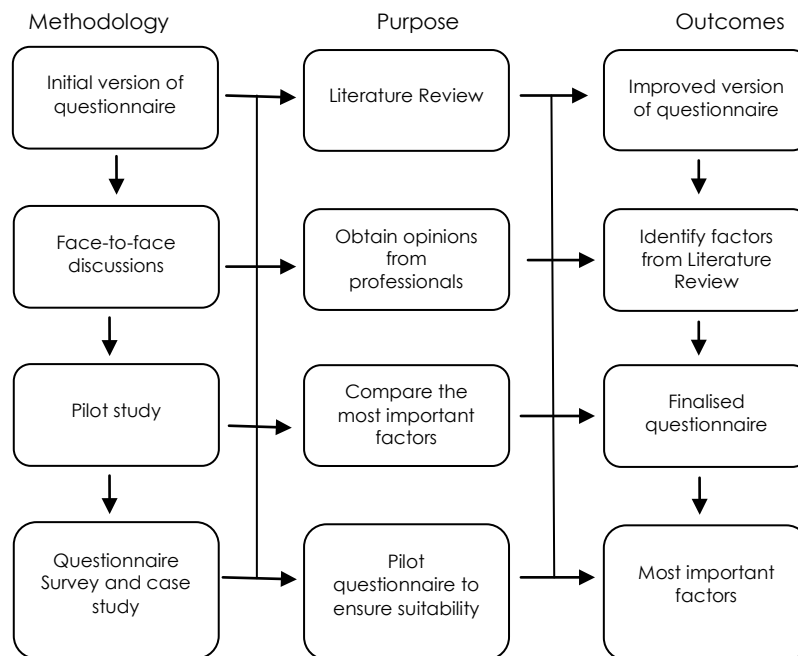 Methodology
Purpose
Outcomes
Initial version of
questionnaire
Literature Review
Improved version
of questionnaire
Face-to-face
discussions
Obtain opinions
from
professionals
Identify factors
from Literature
Review
Pilot study
Compare the
most important
factors
Finalised
questionnaire
Questionnaire
Survey and case
study
Pilot
questionnaire to
ensure suitability
Most important
factors